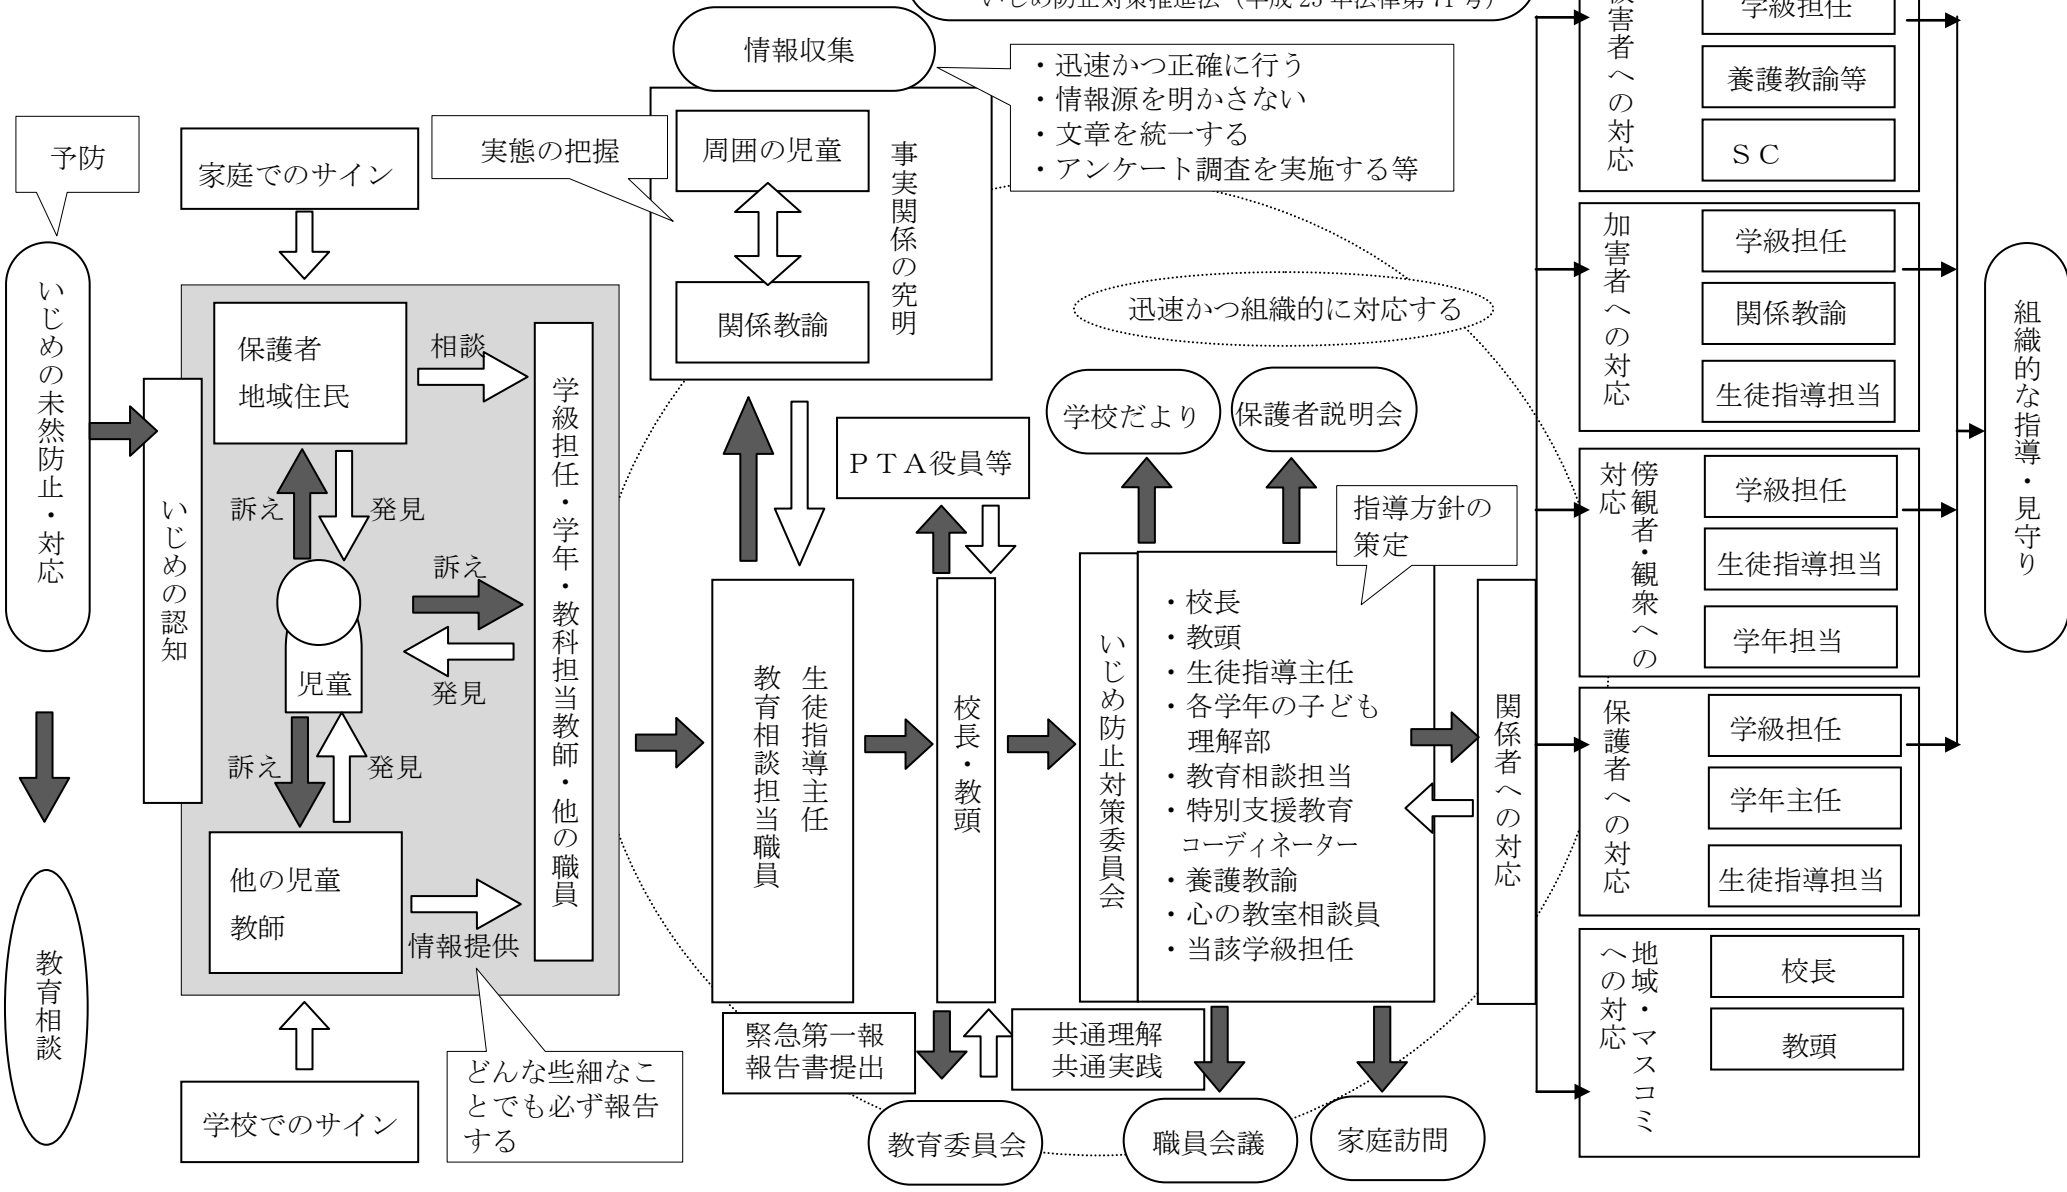 いじめ防止対策推進法（平成25年法律第71号）
情報収集
・迅速かつ正確に行う
・情報源を明かさない
・文章を統一する
・アンケート調査を実施する等
予防
家庭でのサイン
実態の把握
周囲の児童
関係教諭
事実関係の究明
迅速かつ組織的に対応する
いじめの未然防止・対応
教育相談
いじめの認知
保護者
地域住民
相談
訴え
発見
児童
訴え
発見
訴え
発見
他の児童
教師
情報提供
学級担任・学年・教科担当教師・他の職員
学校でのサイン
どんな些細なこ
とでも必ず報告
する
生徒指導主任
教育相談担当職員
ＰＴＡ役員等
校長・教頭
緊急第一報
報告書提出
教育委員会
学校だより
保護者説明会
指導方針の
策定
いじめ防止対策委員会
・校長
・教頭
・生徒指導主任
・各学年の子ども
理解部
・教育相談担当
・特別支援教育
コーディネーター
・養護教諭
・心の教室相談員
・当該学級担任
共通理解
共通実践
職員会議
家庭訪問
関係者への対応
害者への対応
学級担任
養護教諭等
ＳＣ
加害者への対応
学級担任
関係教諭
生徒指導担当
傍観者・観衆への
対応
学級担任
生徒指導担当
学年担当
保護者への対応
学級担任
学年主任
生徒指導担当
地域・マスコミ
への対応
校長
教頭
組織的な指導・見守り